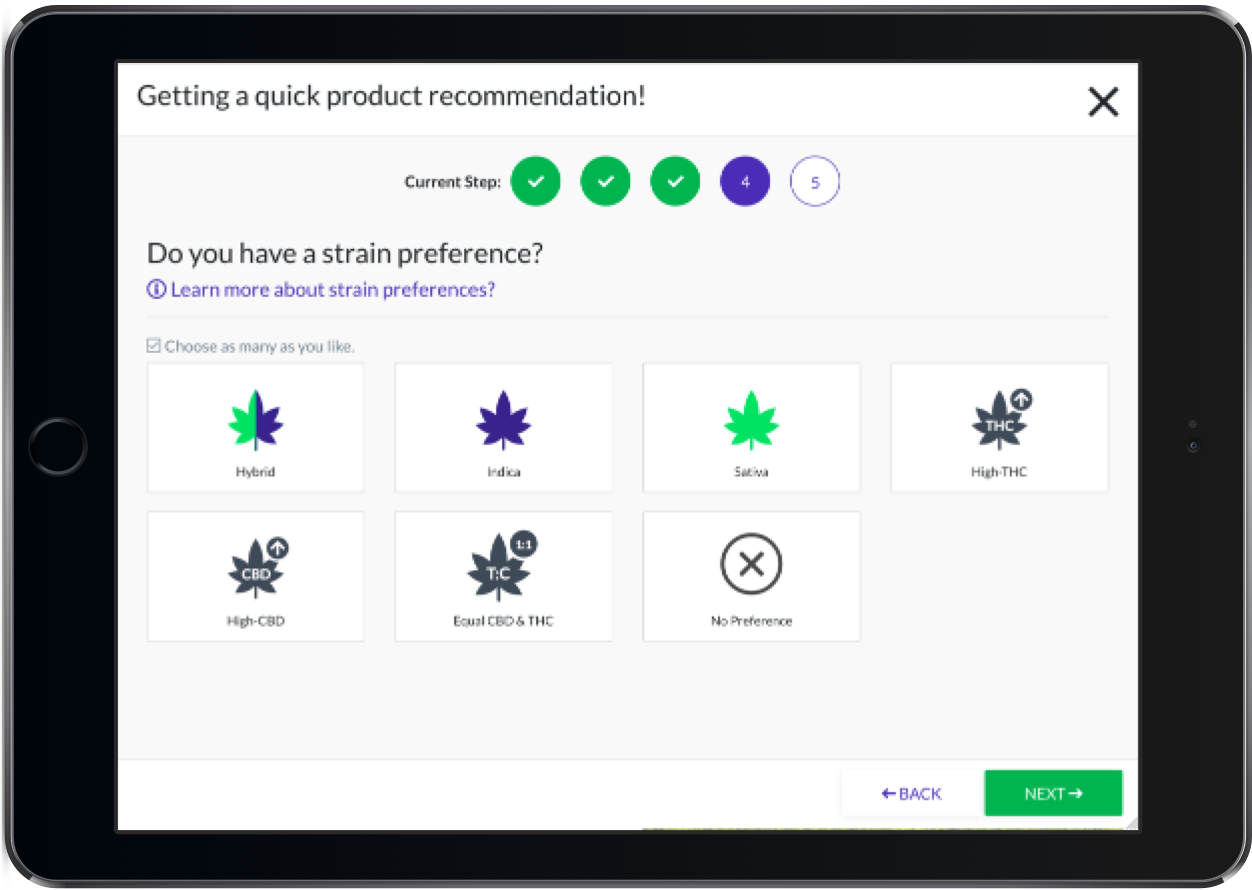 Getting a quick product recommendation!
Current Step:
4
5
Do you have a strain preference?
Learn more about strain preferences?
Choose as many as you like.
Hybrid
Indica
Sativa
THC
High-THC
CBD
High-CBD
1:1
T:C
Equal CBD & THC
No Preference
BACK
NEXT